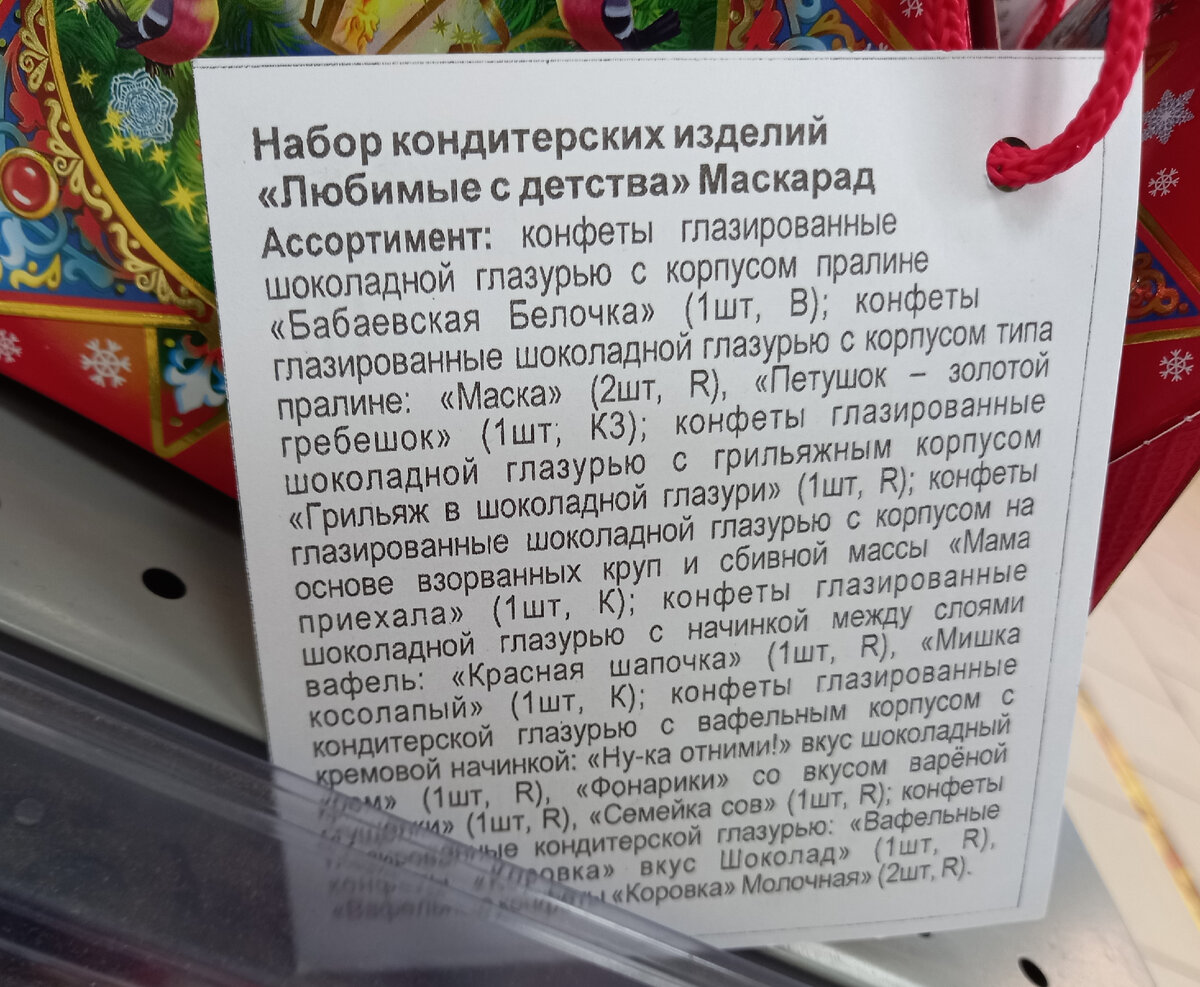 Набор кондитерских изделий
«Любимые с детства» Маскарад
Ассортимент: конфеты глазированные
шоколадной глазурью с корпусом пралине
«Бабаевская Белочка» (1шт, В); конфеты
глазированные шоколадной глазурью с корпусом типа
пралине: «Маска» (2шт, R), «Петушок – золотой
гребешок» (1шт, К3); конфеты глазированные
шоколадной глазурью с грильяжным корпусом
«Грильяж в шоколадной глазури» (1шт, R); конфеты
глазированные шоколадной глазурью с корпусом на
основе взорванных круп и сбивной массы «Мама
приехала» (1шт, К); конфеты глазированные
шоколадной глазурью с начинкой между слоями
вафель: «Красная шапочка» (1шт, R), «Мишка
косолапый» (1шт, К); конфеты глазированные
кондитерской глазурью с вафельным корпусом с
кремовой начинкой: «Ну-ка отними!» вкус шоколадный
(1шт, R), «Фонарики» со вкусом варёной
(1шт, R), «Семейка сов» (1шт, R); конфеты
глазированные кондитерской глазурью: «Вафельные
конфеты «Коровка» вкус Шоколад» (1шт, R),
«Вафельные конфеты «Коровка» Молочная» (2шт, R).